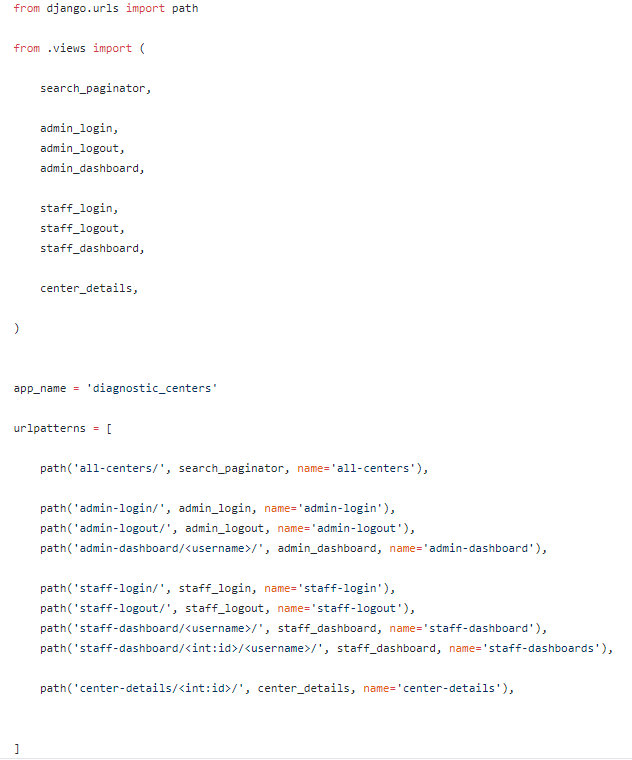 from django.urls import path
from .views import (
search_paginator,
admin_login,
admin_logout,
admin_dashboard,
staff_login,
staff_logout,
staff_dashboard,
center_details,
)
app_name = 'diagnostic_centers'
urlpatterns = [
path('all-centers/', search_paginator, name='all-centers'),
path('admin-login/', admin_login, name='admin-login'),
path('admin-logout/', admin_logout, name='admin-logout'),
path('admin-dashboard/<username>/', admin_dashboard, name='admin-dashboard'),
path('staff-login/', staff_login, name='staff-login'),
path('staff-logout/', staff_logout, name='staff-logout'),
path('staff-dashboard/<username>/', staff_dashboard, name='staff-dashboard'),
path('staff-dashboard/<int:id>/<username>/', staff_dashboard, name='staff-dashboards'),
path('center-details/<int:id>/', center_details, name='center-details'),
]